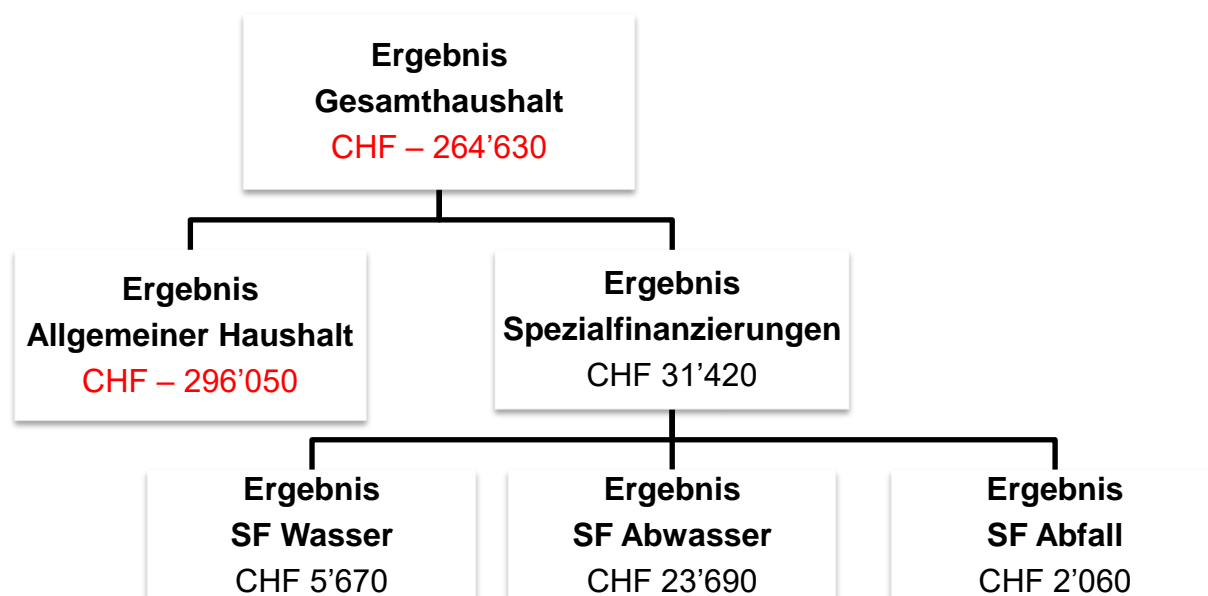 Ergebnis
Gesamthaushalt
CHF – 264’630
Ergebnis
Allgemeiner Haushalt
CHF – 296’050
Ergebnis
Spezialfinanzierungen
CHF 31’420
Ergebnis
SF Wasser
CHF 5’670
Ergebnis
SF Abwasser
CHF 23’690
Ergebnis
SF Abfall
CHF 2’060